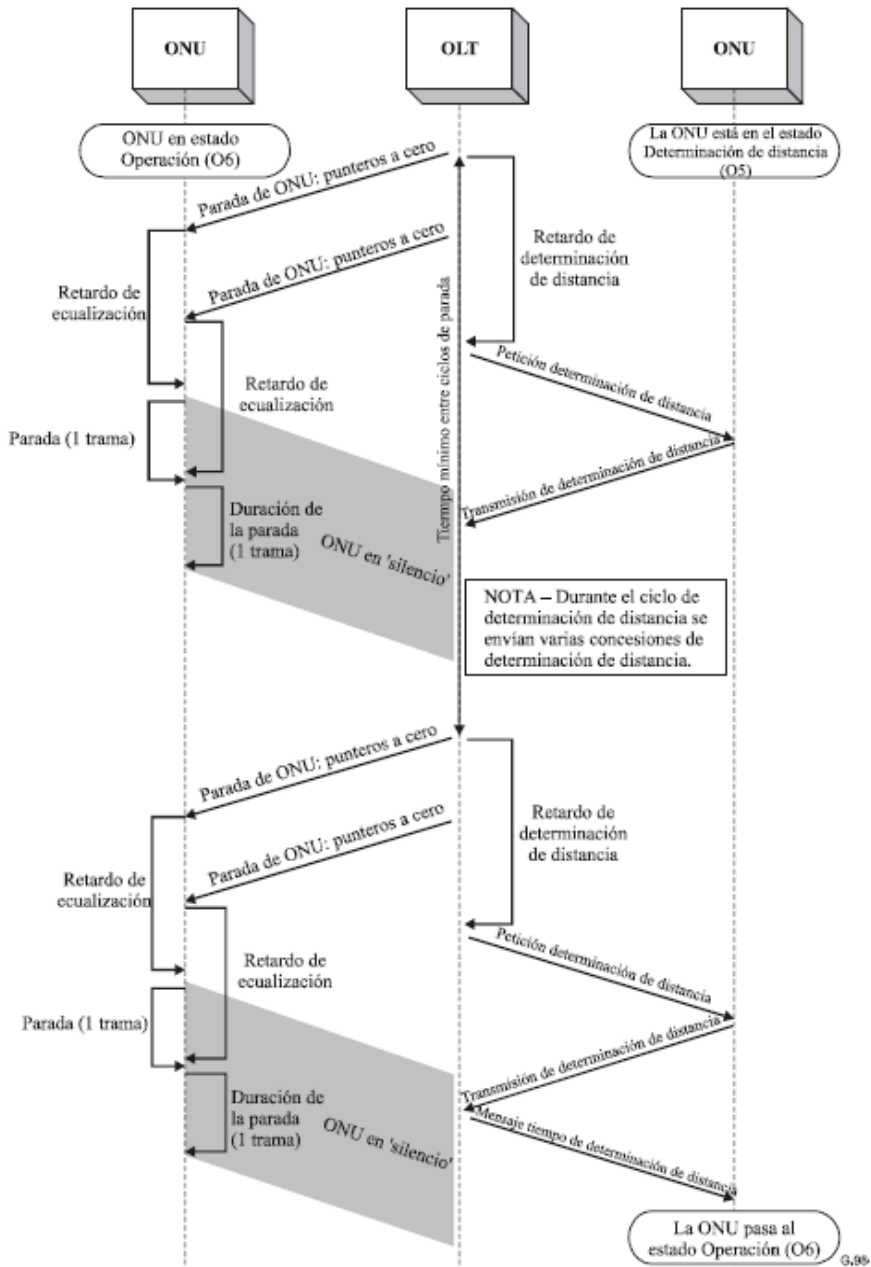 ONU
OLT
ONU
ONU en estado
Operación (O6)
La ONU está en el estado
Determinación de distancia
(O5)
Parada de ONU: punteros a cero
Parada de ONU: punteros a cero
Retardo de
determinación
de distancia
Retardo de
ecualización
Tiermpo mínimo entre ciclos de parada
Petición determinación de distancia
Retardo de
ecualización
Parada (1 trama)
Transmisión de determinación de distancia
Duración de
la parada
(1 trama)
ONU en 'silencio'
NOTA – Durante el ciclo de
determinación de distancia se
envían varias concesiones de
determinación de distancia.
Parada de ONU: punteros a cero
Parada de ONU: punteros a cero
Retardo de
determinación
de distancia
Retardo de
ecualización
Petición determinación de distancia
Retardo de
ecualización
Parada (1 trama)
Transmisión de determinación de distancia
Duración de
la parada
(1 trama)
ONU en 'silencio'
Mensaje tiempo de determinación de distancia
La ONU pasa al
estado Operación (O6)
G.98